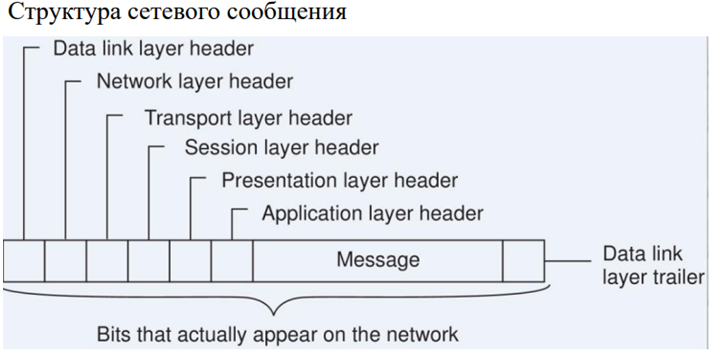 Структура сетевого сообщения
Data link layer header
Network layer header
Transport layer header
Session layer header
Presentation layer header
Application layer header
Message
Data link
layer trailer
Bits that actually appear on the network